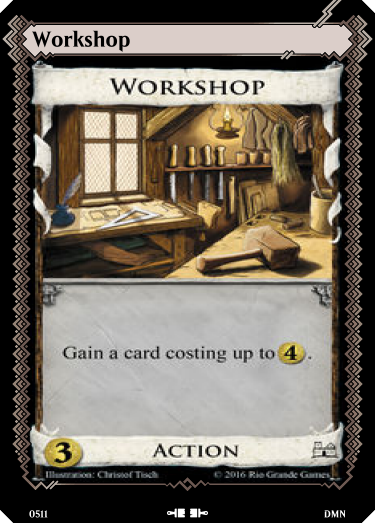 Workshop
WORKSHOP
Gain a card costing up to 4.
3 ACTION
Illustration: Christof Tisch © 2016 Rio Grande Games
0511 DMN